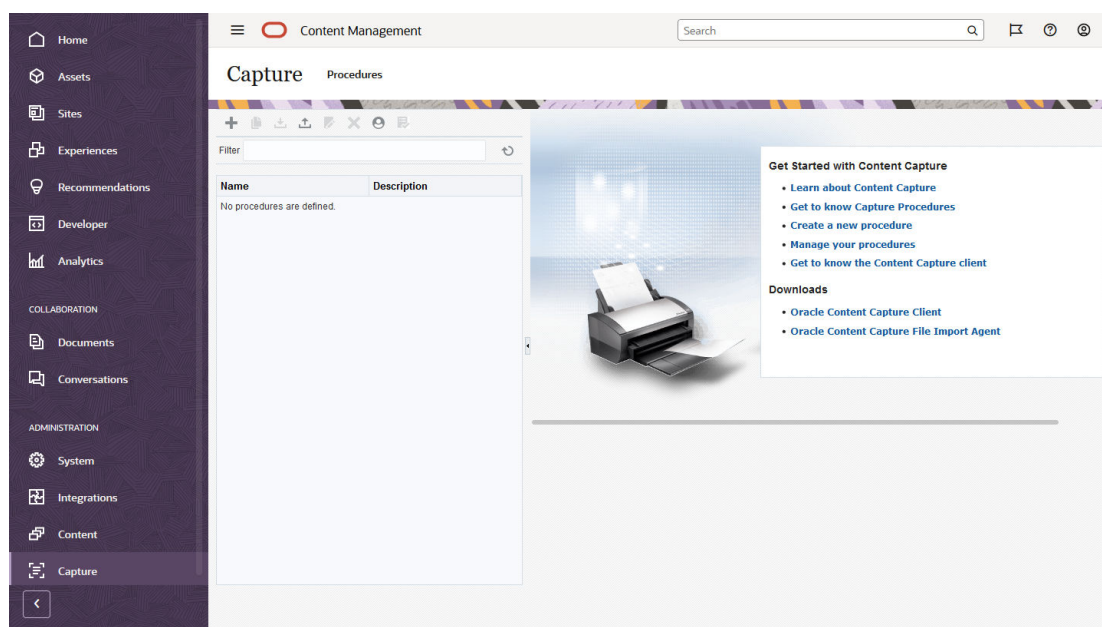 Home
Assets
Sites
Experiences
Recommendations
Developer
Analytics
COLLABORATION
Documents
Conversations
ADMINISTRATION
System
Integrations
Content
Capture
Content Management
Search
Capture Procedures
Filter
Name Description
No procedures are defined.
Get Started with Content Capture
• Learn about Content Capture
• Get to know Capture Procedures
• Create a new procedure
• Manage your procedures
• Get to know the Content Capture client
Downloads
• Oracle Content Capture Client
• Oracle Content Capture File Import Agent